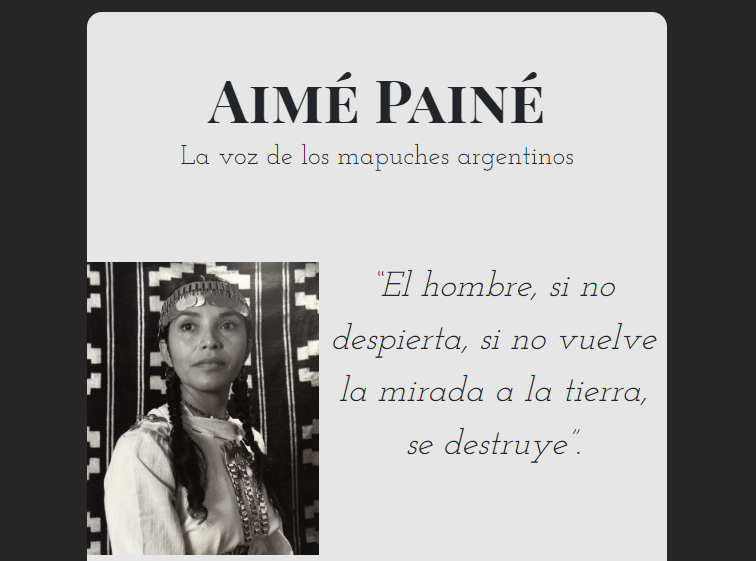 Aimé Painé
La voz de los mapuches argentinos
“El hombre, si no
despierta, si no vuelve
la mirada a la tierra,
se destruye”.